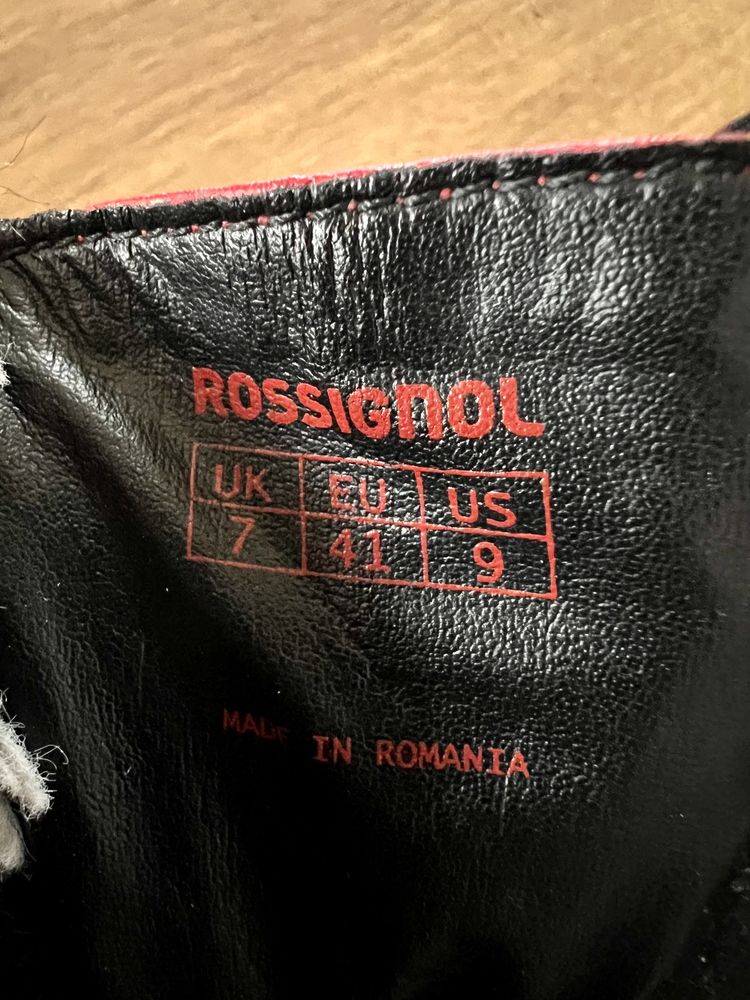 ROSSIGNOL
UK EU US
7 41 9
MADE IN ROMANIA